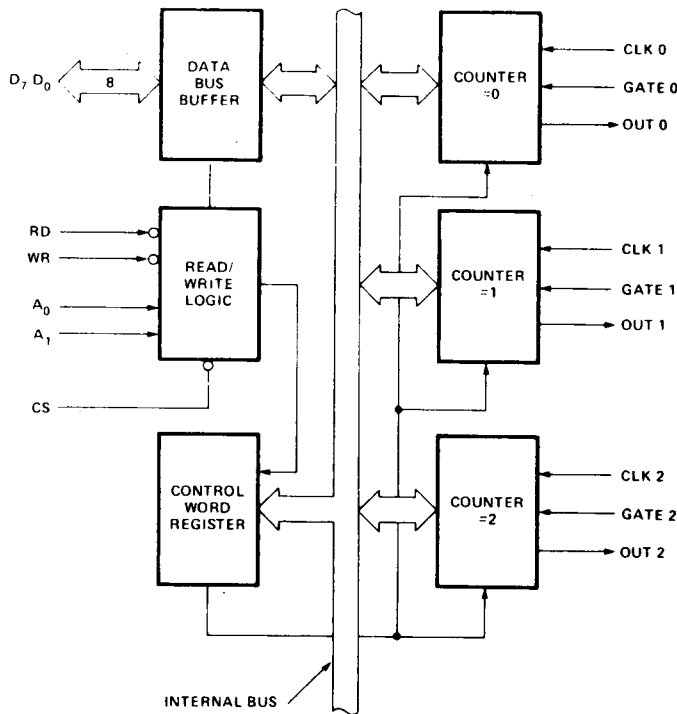 D7 D0
8
DATA
BUS
BUFFER
COUNTER
=0
CLK 0
GATE 0
OUT 0
RD
WR
A0
A1
CS
READ/
WRITE
LOGIC
COUNTER
=1
CLK 1
GATE 1
OUT 1
CONTROL
WORD
REGISTER
COUNTER
=2
CLK 2
GATE 2
OUT 2
INTERNAL BUS